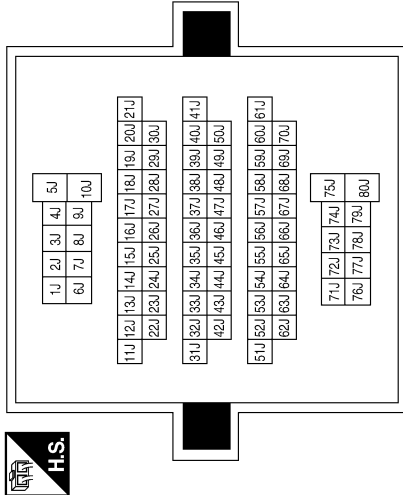 1J 2J 3J 4J 5J
6J 7J 8J 9J 10J
11J 12J 13J 14J 15J 16J 17J 18J 19J 20J 21J
22J 23J 24J 25J 26J 27J 28J 29J 30J
31J 32J 33J 34J 35J 36J 37J 38J 39J 40J 41J
42J 43J 44J 45J 46J 47J 48J 49J 50J
51J 52J 53J 54J 55J 56J 57J 58J 59J 60J 61J
62J 63J 64J 65J 66J 67J 68J 69J 70J
71J 72J 73J 74J 75J
76J 77J 78J 79J 80J
H.S.